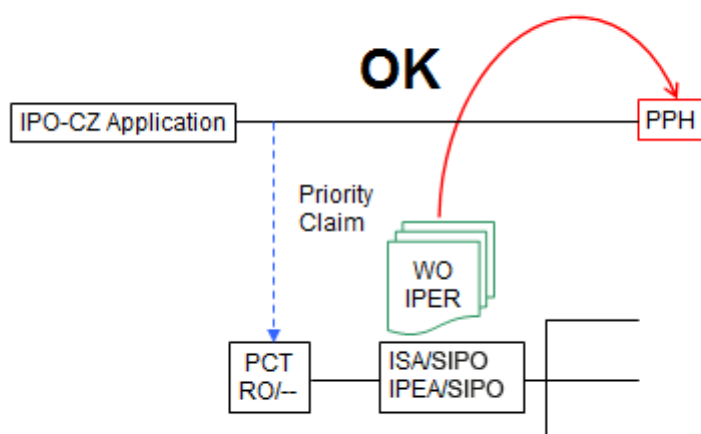 OK
IPO-CZ Application
PPH
Priority
Claim
WO
IPER
PCT
RO/--
ISA/SIPO
IPEA/SIPO